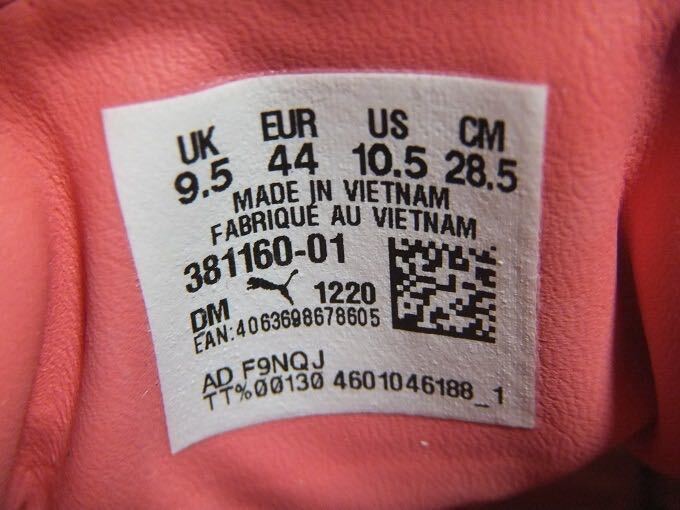 UK EUR US CM
9.5 44 10.5 28.5
MADE IN VIETNAM
FABRIQUÉ AU VIETNAM
381160-01
DM 1220
EAN:4063698678605
AD F9NQJ
TT%00130 4601046188_1